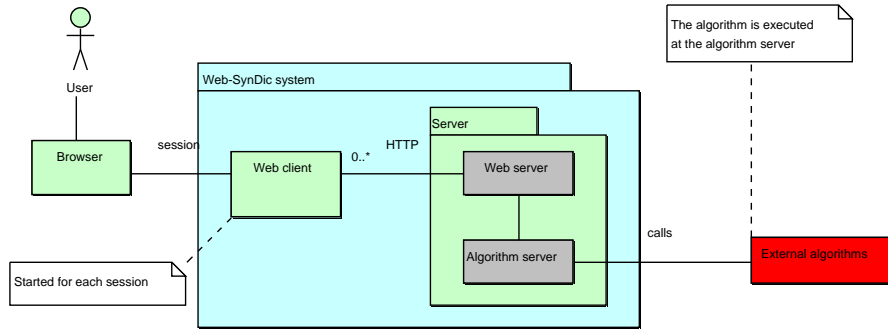 The algorithm is executed
at the algorithm server
User
Web-SynDic system
Server
session
HTTP
0..*
Browser
Web client
Web server
calls
Algorithm server
External algorithms
Started for each session